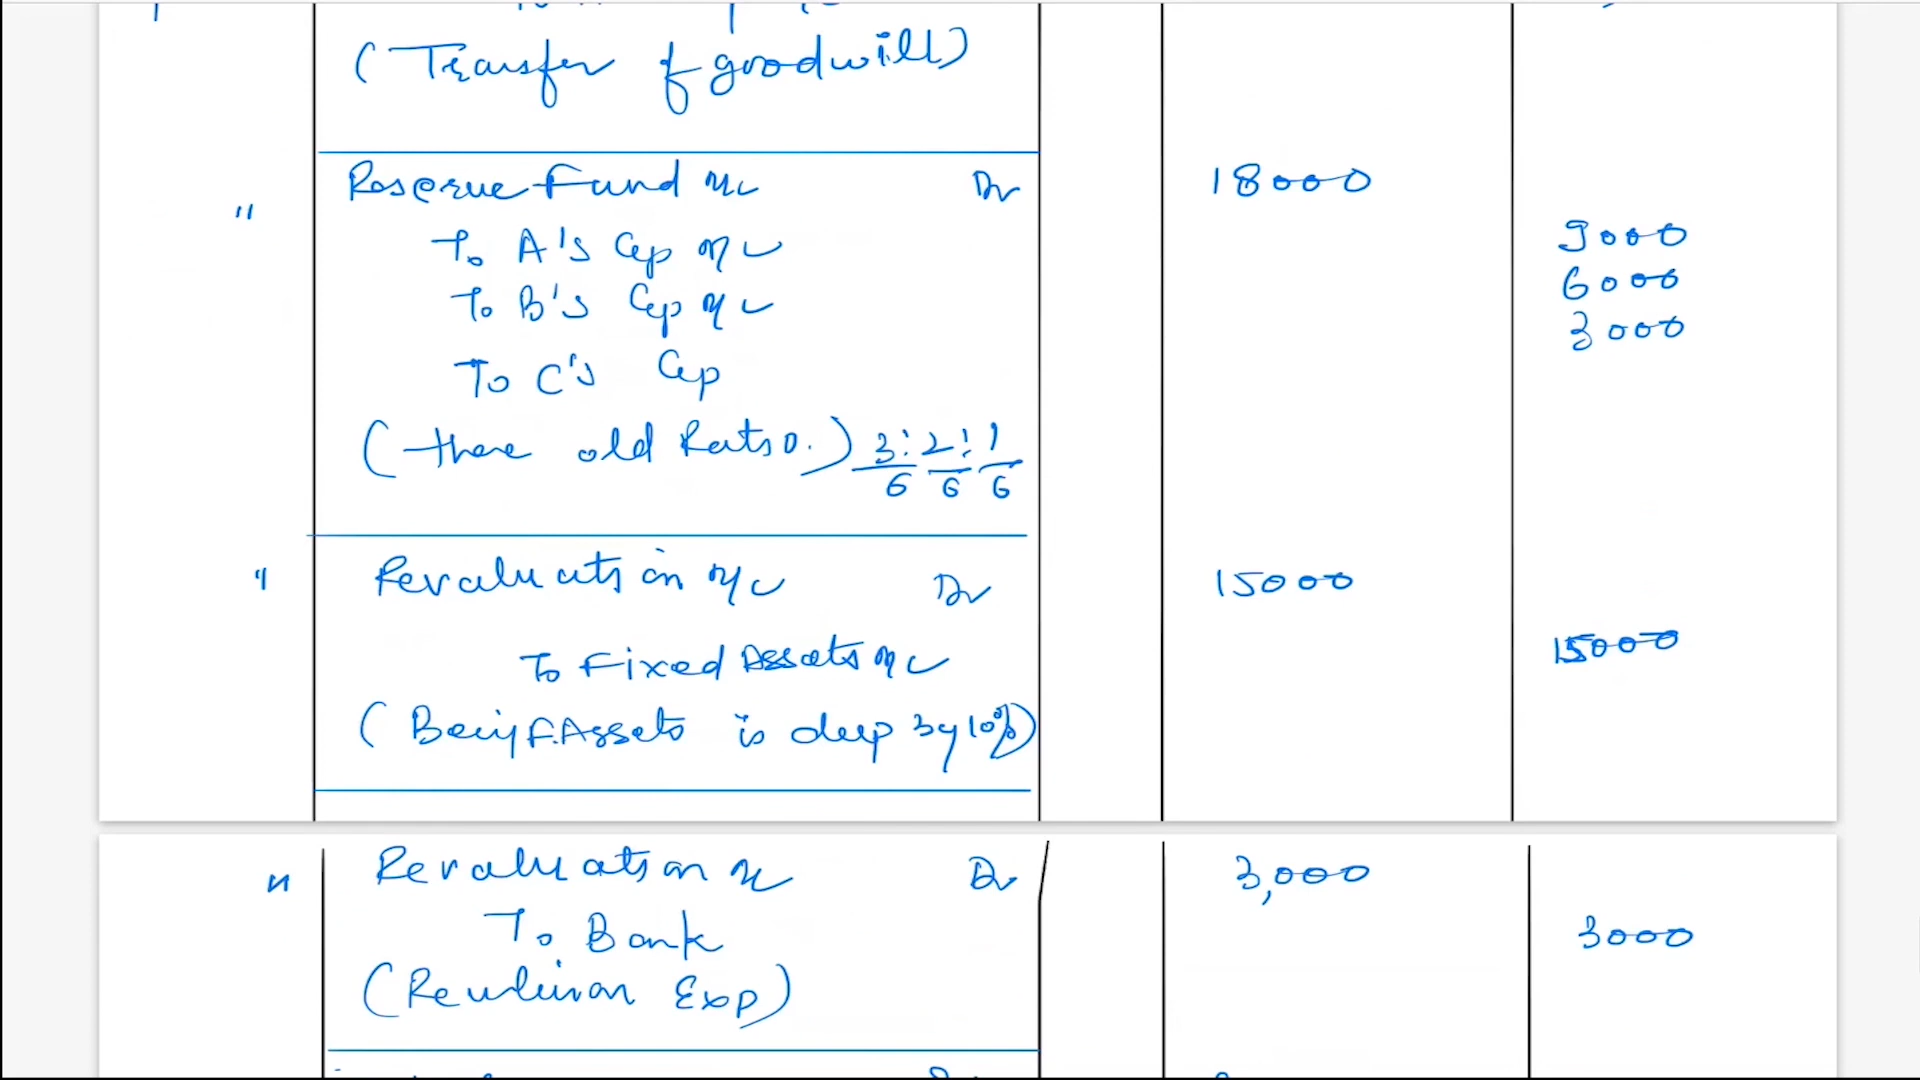 (Transfer of goodwill)
Reserve Fund A/c Dr 18000
" To A's Cap A/c 9000
To B's Cap A/c 6000
To C's Cap 3000
(there old Ratio.) 3/6 : 2/6 : 1/6
" Revaluation A/c Dr 15000
To Fixed Assets A/c 15000
(Being F.Assets is dep by 10%)
" Revaluation A/c Dr 3,000
To Bank 3000
( Exp)